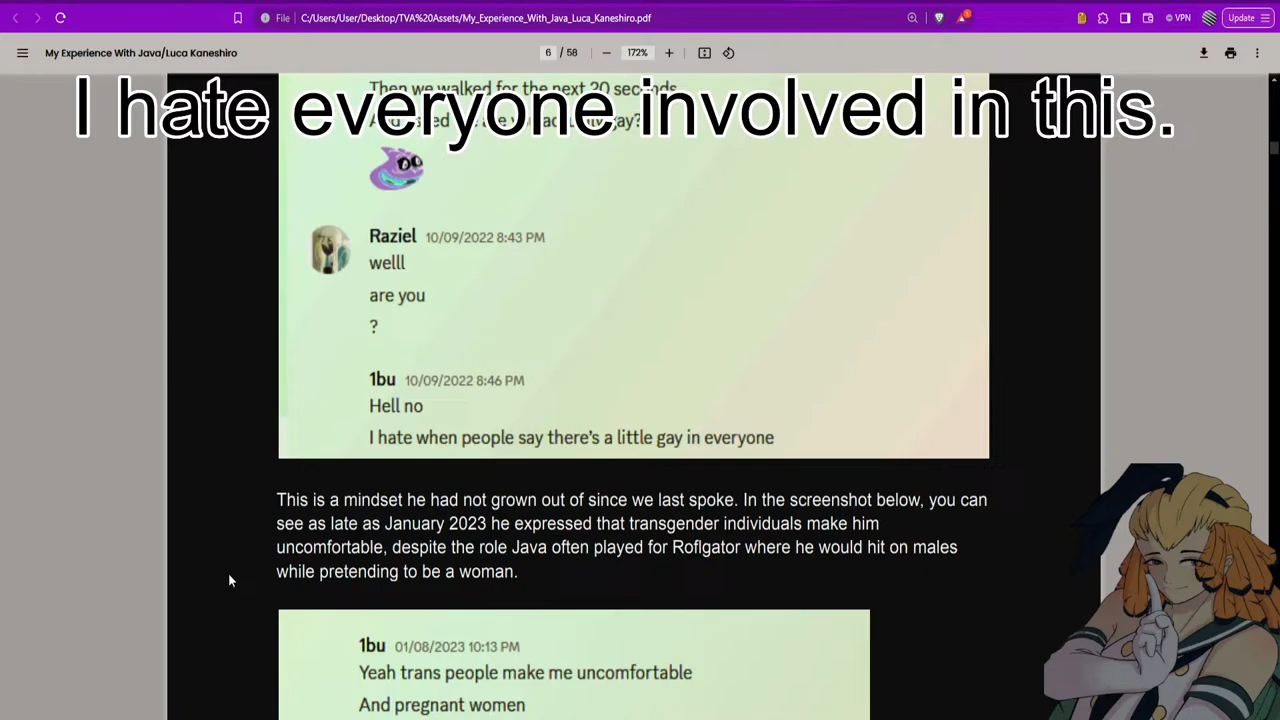 File C:/Users/User/Desktop/TVA%20Assets/My_Experience_With_Java_Luca_Kaneshiro.pdf
VPN
Update
My Experience With Java/Luca Kaneshiro
6 / 58
172%
I hate everyone involved in this.
Then we walked for the next 20 seconds
gay?
Raziel 10/09/2022 8:43 PM
welll
are you
?
1bu 10/09/2022 8:46 PM
Hell no
I hate when people say there's a little gay in everyone
This is a mindset he had not grown out of since we last spoke. In the screenshot below, you can
see as late as January 2023 he expressed that transgender individuals make him
uncomfortable, despite the role Java often played for Roflgator where he would hit on males
while pretending to be a woman.
1bu 01/08/2023 10:13 PM
Yeah trans people make me uncomfortable
And pregnant women